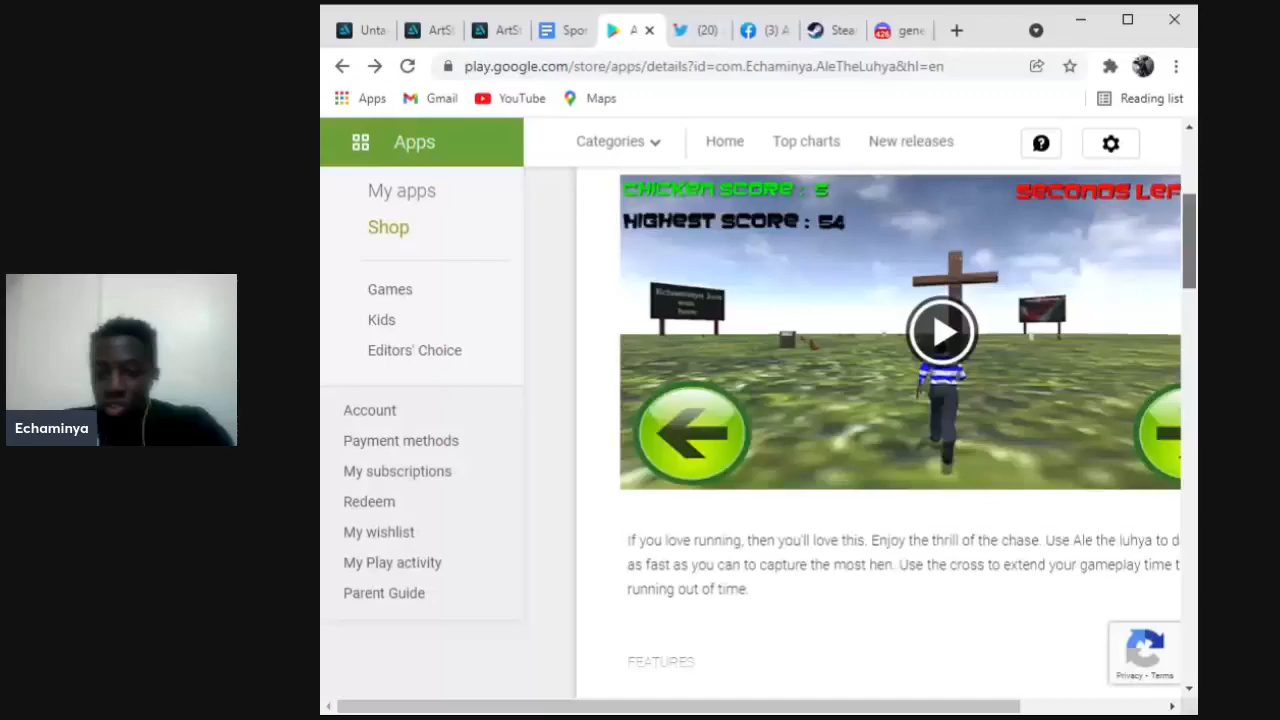 Unta
ArtS
ArtS
Spor
A
(20)
(3) A
Stea
426
gene
play.google.com/store/apps/details?id=com.Echaminya.AleTheLuhya&hl=en
Apps
Gmail
YouTube
Maps
Reading list
Apps
Categories
Home
Top charts
New releases
My apps
Shop
Games
Kids
Editors' Choice
Account
Payment methods
My subscriptions
Redeem
My wishlist
My Play activity
Parent Guide
CHICKEN SCORE : 5
SECONDS LEF
HIGHEST SCORE : 54
Echaminya
If you love running, then you'll love this. Enjoy the thrill of the chase. Use Ale the luhya to d
as fast as you can to capture the most hen. Use the cross to extend your gameplay time t
running out of time.
FEATURES
Privacy - Terms
Echaminya